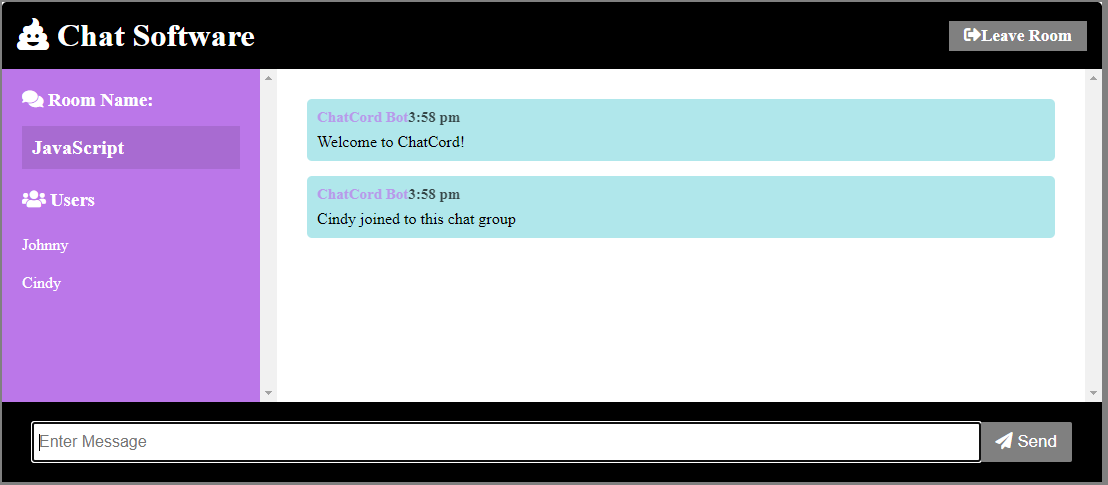 Chat Software
Leave Room
Room Name:
JavaScript
Users
Johnny
Cindy
ChatCord Bot3:58 pm
Welcome to ChatCord!
ChatCord Bot3:58 pm
Cindy joined to this chat group
Enter Message
Send